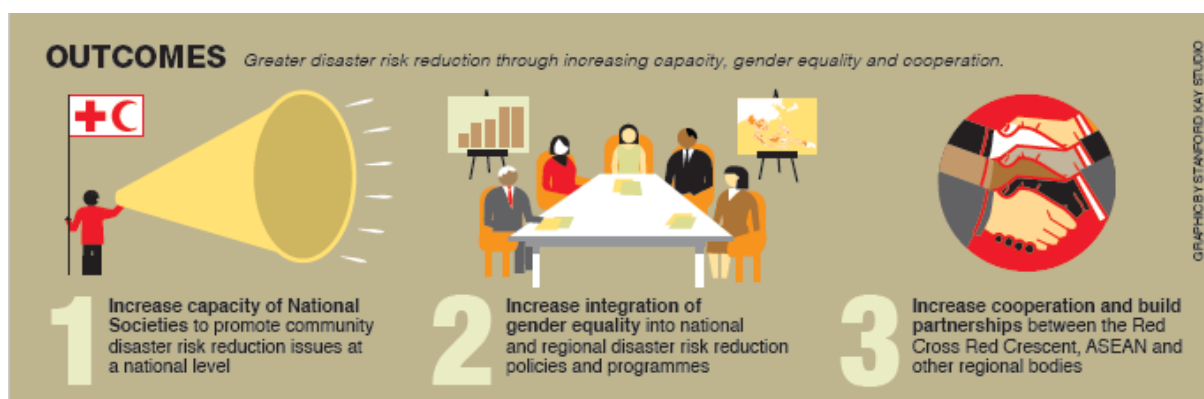 OUTCOMES Greater disaster risk reduction through increasing capacity, gender equality and cooperation.
1 Increase capacity of National
Societies to promote community
disaster risk reduction issues at
a national level
2 Increase integration of
gender equality into national
and regional disaster risk reduction
policies and programmes
3 Increase cooperation and build
partnerships between the Red
Cross Red Crescent, ASEAN and
other regional bodies
GRAPHIC BY STANFORD KAY STUDIO